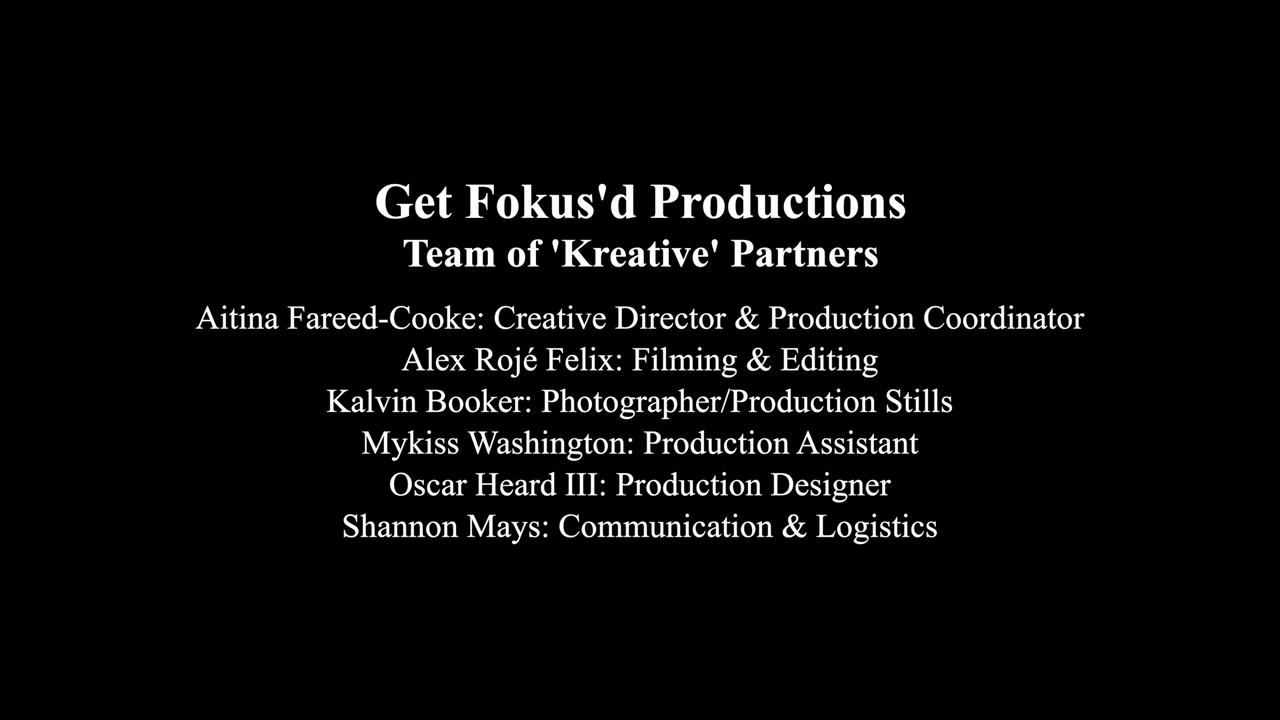 Get Fokus'd Productions
Team of 'Kreative' Partners
Aitina Fareed-Cooke: Creative Director & Production Coordinator
Alex Rojé Felix: Filming & Editing
Kalvin Booker: Photographer/Production Stills
Mykiss Washington: Production Assistant
Oscar Heard III: Production Designer
Shannon Mays: Communication & Logistics